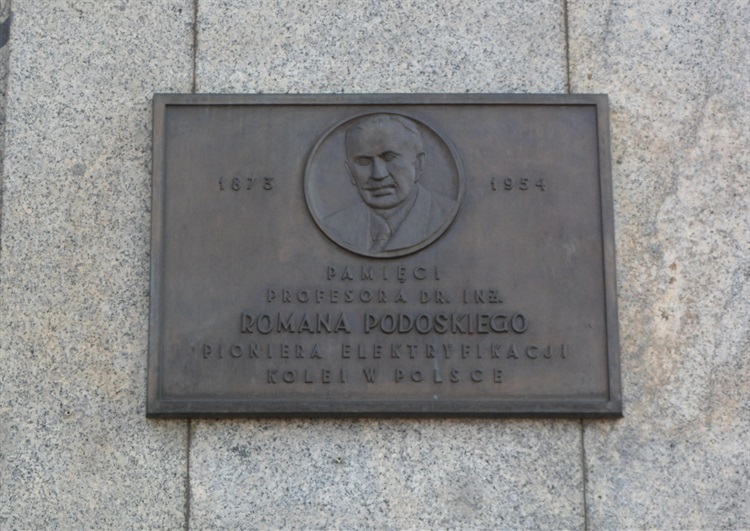 1873 1954
PAMIĘCI
PROFESORA DR. INŻ.
ROMANA PODOSKIEGO
PIONIERA ELEKTRYFIKACJI
KOLEI W POLSCE